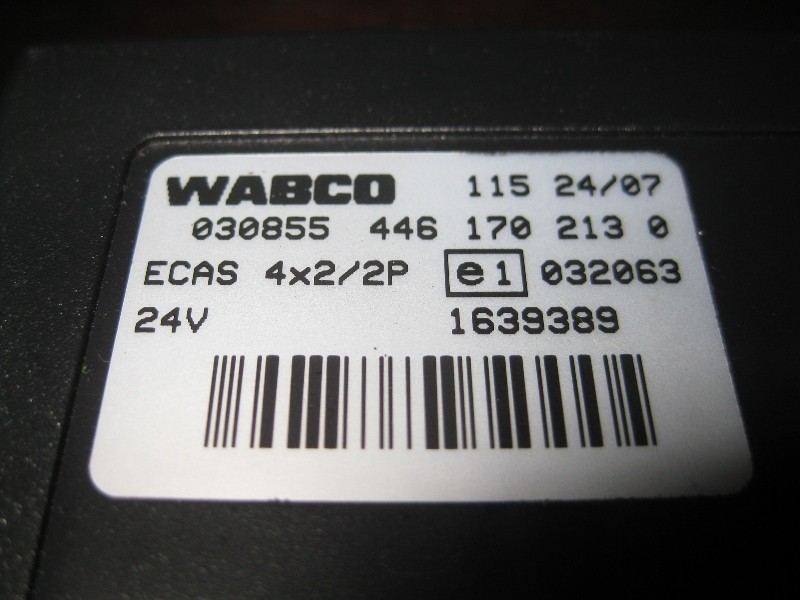 WABCO 115 24/07
030855 446 170 213 0
ECAS 4x2/2P e1 032063
24V 1639389